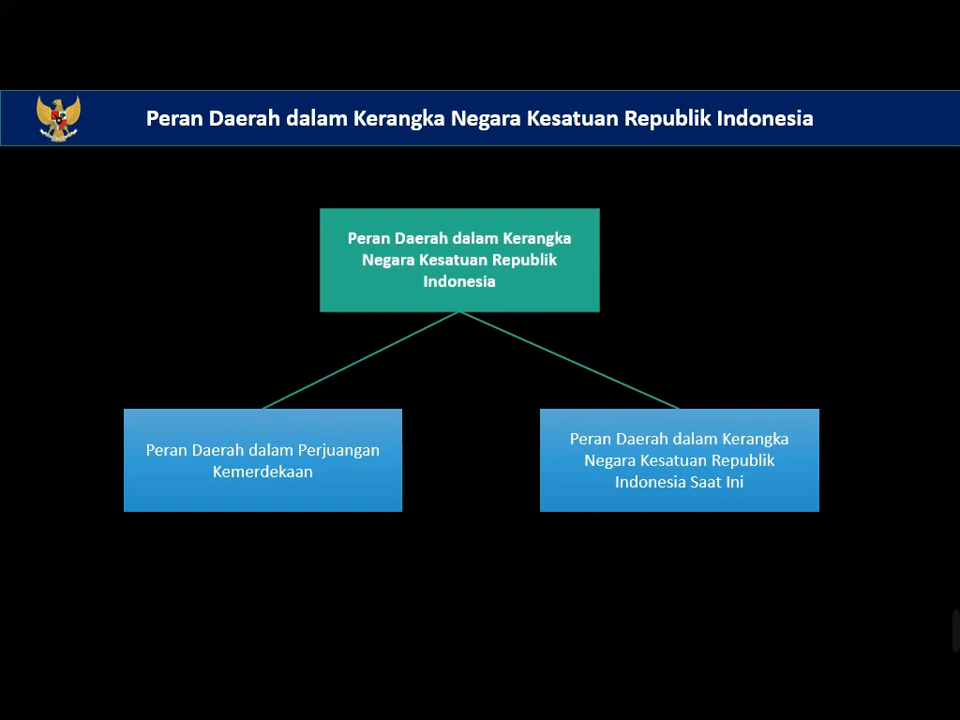 Peran Daerah dalam Kerangka Negara Kesatuan Republik Indonesia
Peran Daerah dalam Kerangka
Negara Kesatuan Republik
Indonesia
Peran Daerah dalam Perjuangan
Kemerdekaan
Peran Daerah dalam Kerangka
Negara Kesatuan Republik
Indonesia Saat Ini